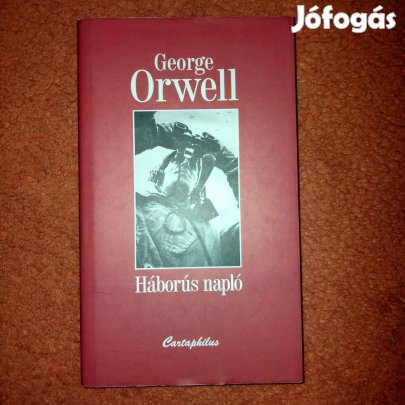 Jófogás
George
Orwell
Háborús napló
Cartaphilus